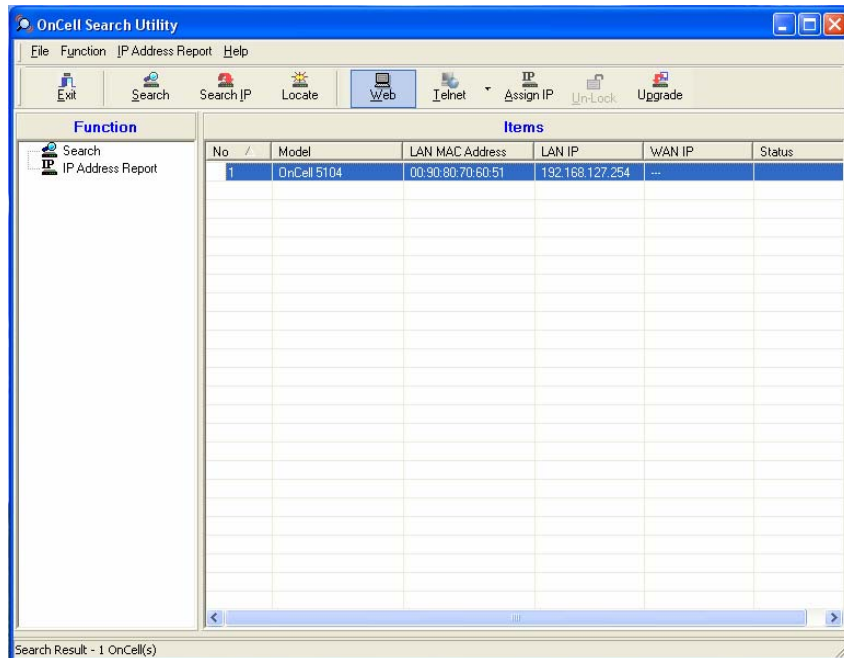 OnCell Search Utility
File Function IP Address Report Help
Exit Search Search IP Locate Web Telnet Assign IP Un-Lock Upgrade
Function
Search
IP Address Report
Items
No Model LAN MAC Address LAN IP WAN IP Status
1 OnCell 5104 00:90:80:70:60:51 192.168.127.254 ---
Search Result - 1 OnCell(s)